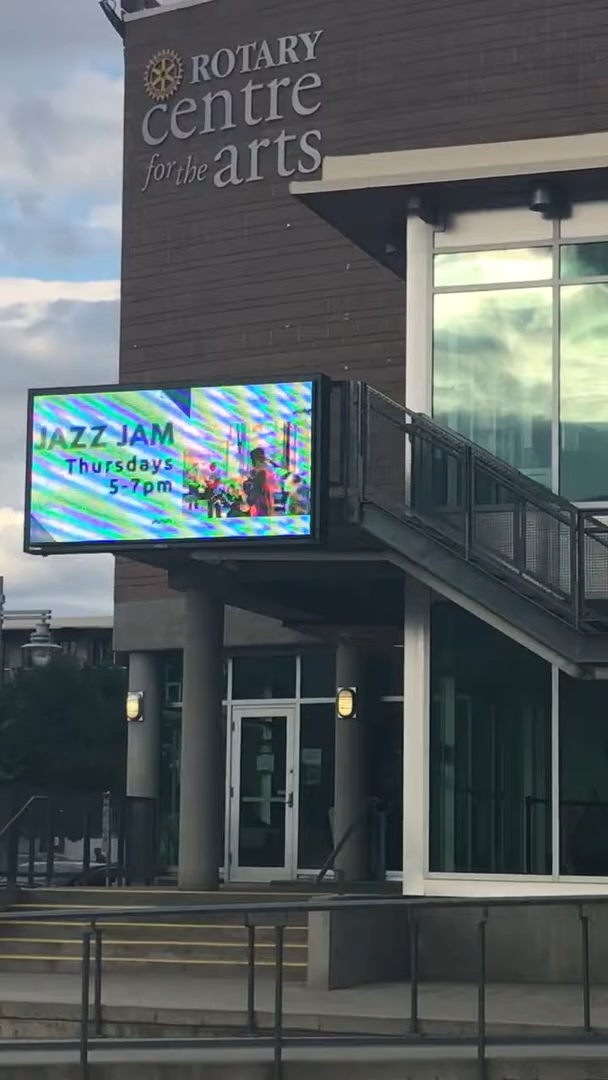 ROTARY
centre
for the arts
JAZZ JAM
Thursdays
5-7pm